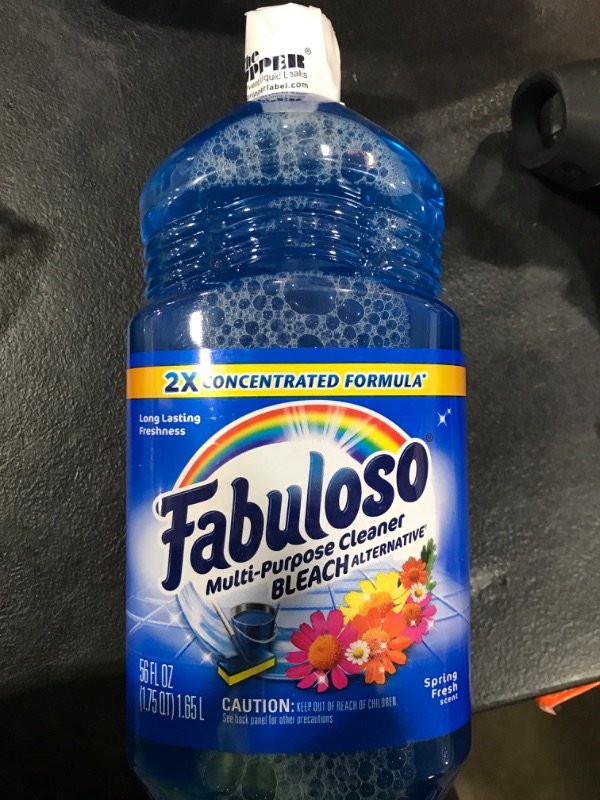 Liquid Leaks
2X CONCENTRATED FORMULA*
Long Lasting
Freshness
Fabuloso®
Multi-Purpose Cleaner
BLEACH ALTERNATIVE*
56 FL OZ
(1.75 QT) 1.65 L
CAUTION: KEEP OUT OF REACH OF CHILDREN.
See back panel for other precautions.
Spring
Fresh
scent